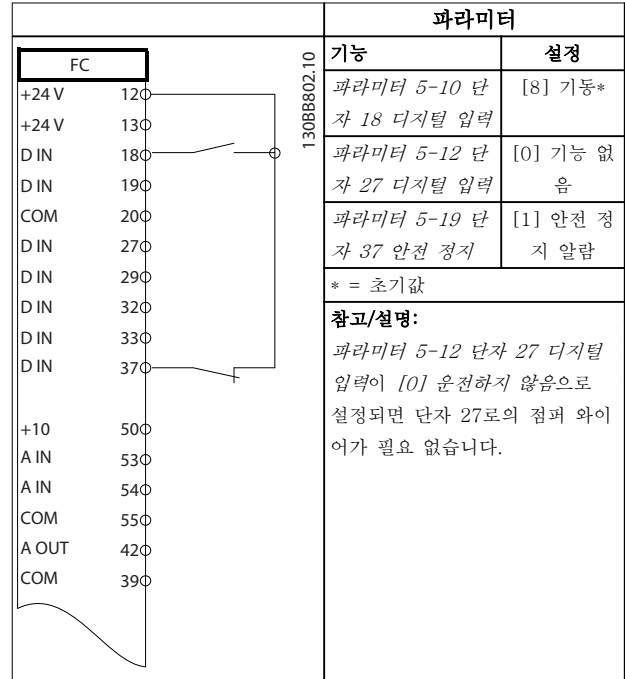 파라미터
FC
130BB802.10
+24 V 12
+24 V 13
D IN 18
D IN 19
COM 20
D IN 27
D IN 29
D IN 32
D IN 33
D IN 37
+10 50
A IN 53
A IN 54
COM 55
A OUT 42
COM 39
기능 설정
파라미터 5-10 단
자 18 디지털 입력
[8] 기동*
파라미터 5-12 단
자 27 디지털 입력
[0] 기능 없
음
파라미터 5-19 단
자 37 안전 정지
[1] 안전 정
지 알람
* = 초기값
참고/설명:
파라미터 5-12 단자 27 디지털
입력이 [0] 운전하지 않음으로
설정되면 단자 27로의 점퍼 와이
어가 필요 없습니다.